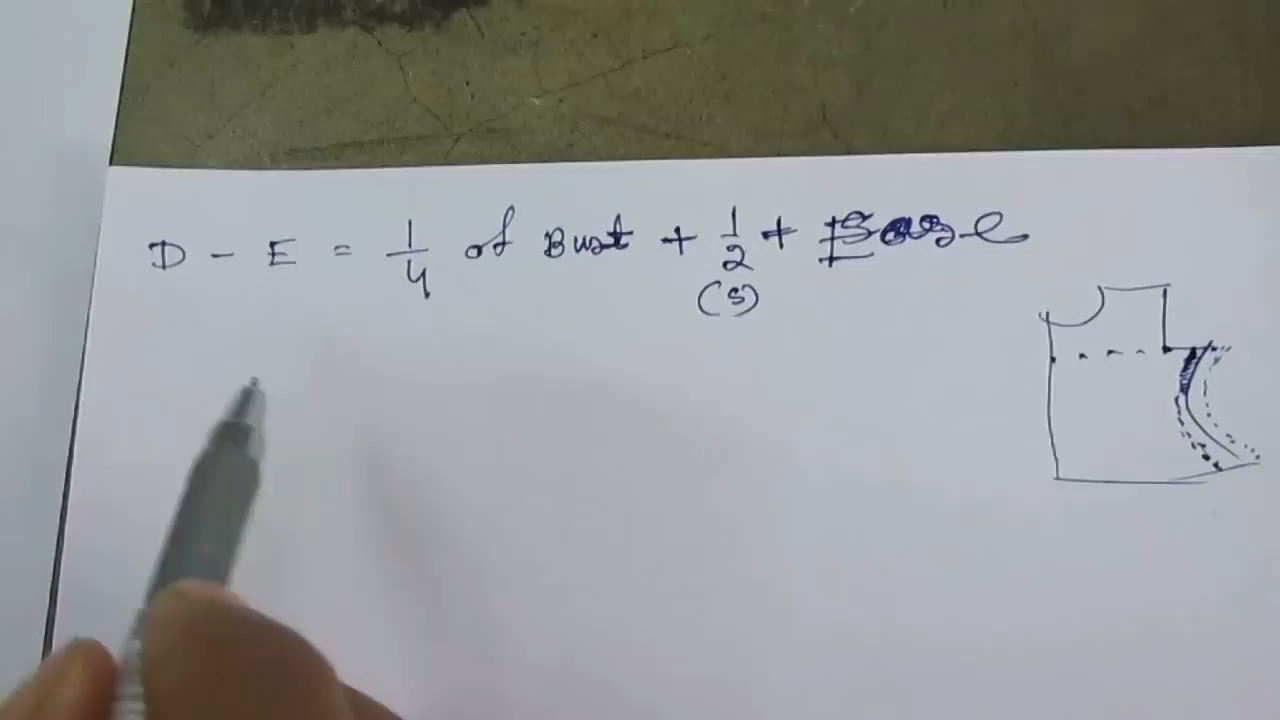 D - E = 1/4 of Bust + 1/2 +
(s)